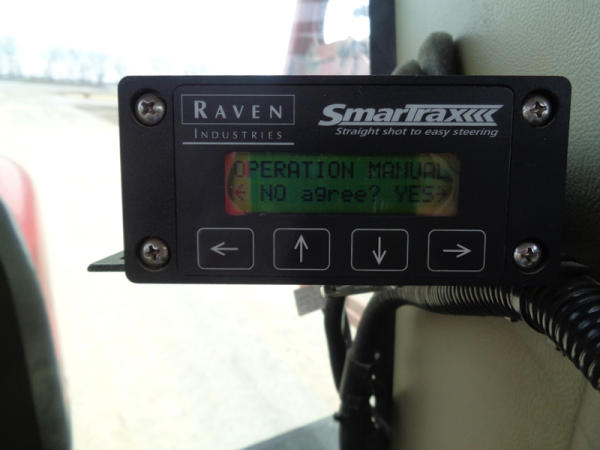 RAVEN
INDUSTRIES
SmarTrax
Straight shot to easy steering
OPERATION MANUAL
← NO agree? YES→
← ↑ ↓ →